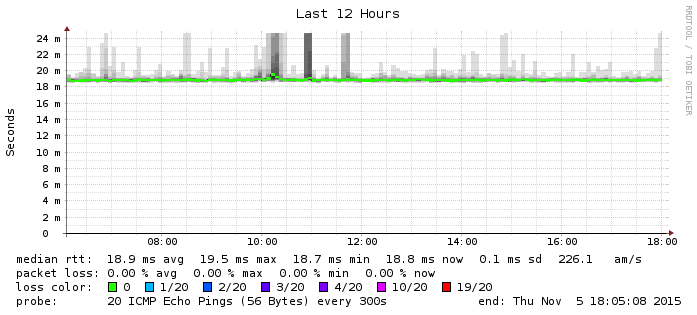 Last 12 Hours
RRDTOOL / TOBI OETIKER
Seconds
24 m
22 m
20 m
18 m
16 m
14 m
12 m
10 m
8 m
6 m
4 m
2 m
0
08:00 10:00 12:00 14:00 16:00 18:00
median rtt: 18.9 ms avg 19.5 ms max 18.7 ms min 18.8 ms now 0.1 ms sd 226.1 am/s
packet loss: 0.00 % avg 0.00 % max 0.00 % min 0.00 % now
loss color: 0 1/20 2/20 3/20 4/20 10/20 19/20
probe: 20 ICMP Echo Pings (56 Bytes) every 300s end: Thu Nov 5 18:05:08 2015